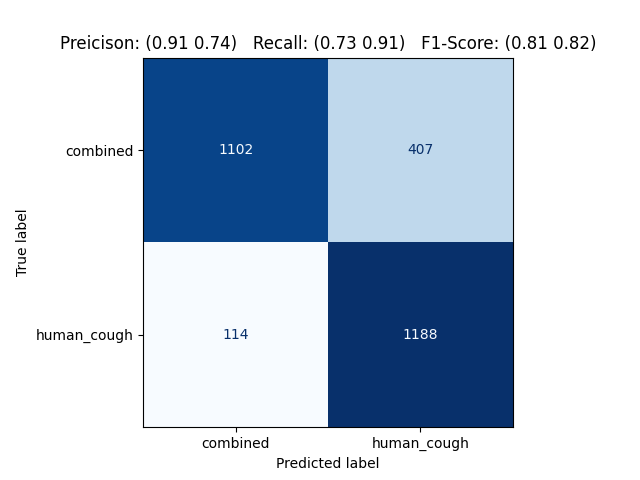 Preicison: (0.91 0.74)   Recall: (0.73 0.91)   F1-Score: (0.81 0.82)
combined
1102
407
True label
human_cough
114
1188
combined
human_cough
Predicted label